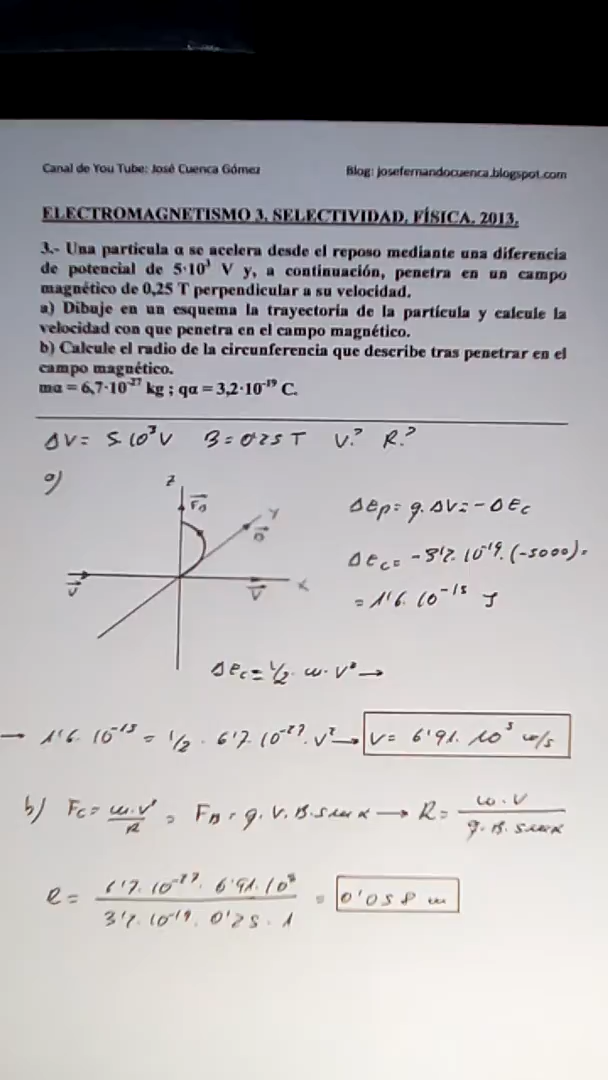 Canal de You Tube: José Cuenca Gómez
Blog: josefernandocuenca.blogspot.com
ELECTROMAGNETISMO 3. SELECTIVIDAD. FÍSICA. 2013.
3.- Una partícula α se acelera desde el reposo mediante una diferencia
de potencial de 5·10³ V y, a continuación, penetra en un campo
magnético de 0,25 T perpendicular a su velocidad.
a) Dibuje en un esquema la trayectoria de la partícula y calcule la
velocidad con que penetra en el campo magnético.
b) Calcule el radio de la circunferencia que describe tras penetrar en el
campo magnético.
mα = 6,7·10⁻²⁷ kg ; qα = 3,2·10⁻¹⁹ C.
ΔV = 5·10³ V B = 0'25 T V? R?
a)
Z
F_B
Y
B
X
V
V
ΔEp = q·ΔV = -ΔEc
ΔEc = -3'2·10⁻¹⁹·(-5000) =
= 1'6·10⁻¹⁵ J
ΔEc = 1/2·m·V² →
→ 1'6·10⁻¹⁵ = 1/2·6'7·10⁻²⁷·V² → V = 6'91·10⁵ m/s
b) Fc = m·V²/R = F_B = q·V·B·sen α → R = m·V / q·B·sen α
R = 6'7·10⁻²⁷·6'91·10⁵ / 3'2·10⁻¹⁹·0'25·1 = 0'058 m